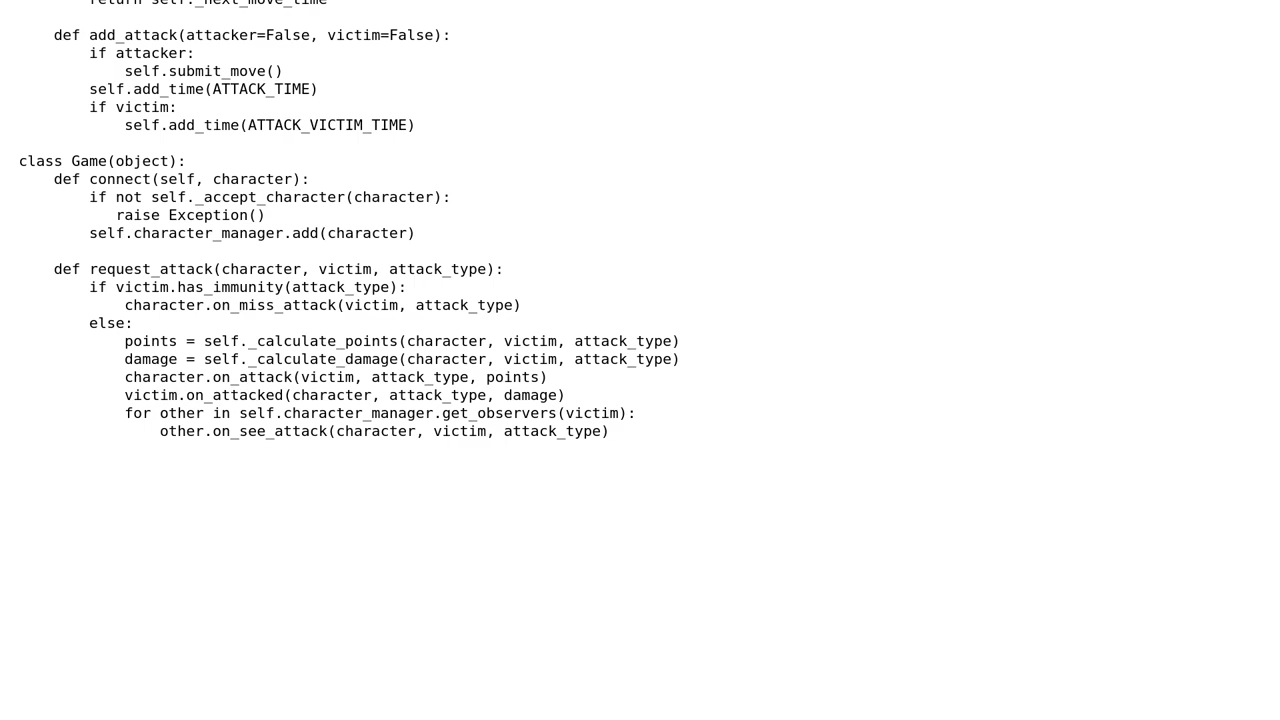 return self._next_move_time
def add_attack(attacker=False, victim=False):
if attacker:
self.submit_move()
self.add_time(ATTACK_TIME)
if victim:
self.add_time(ATTACK_VICTIM_TIME)
class Game(object):
def connect(self, character):
if not self._accept_character(character):
raise Exception()
self.character_manager.add(character)
def request_attack(character, victim, attack_type):
if victim.has_immunity(attack_type):
character.on_miss_attack(victim, attack_type)
else:
points = self._calculate_points(character, victim, attack_type)
damage = self._calculate_damage(character, victim, attack_type)
character.on_attack(victim, attack_type, points)
victim.on_attacked(character, attack_type, damage)
for other in self.character_manager.get_observers(victim):
other.on_see_attack(character, victim, attack_type)